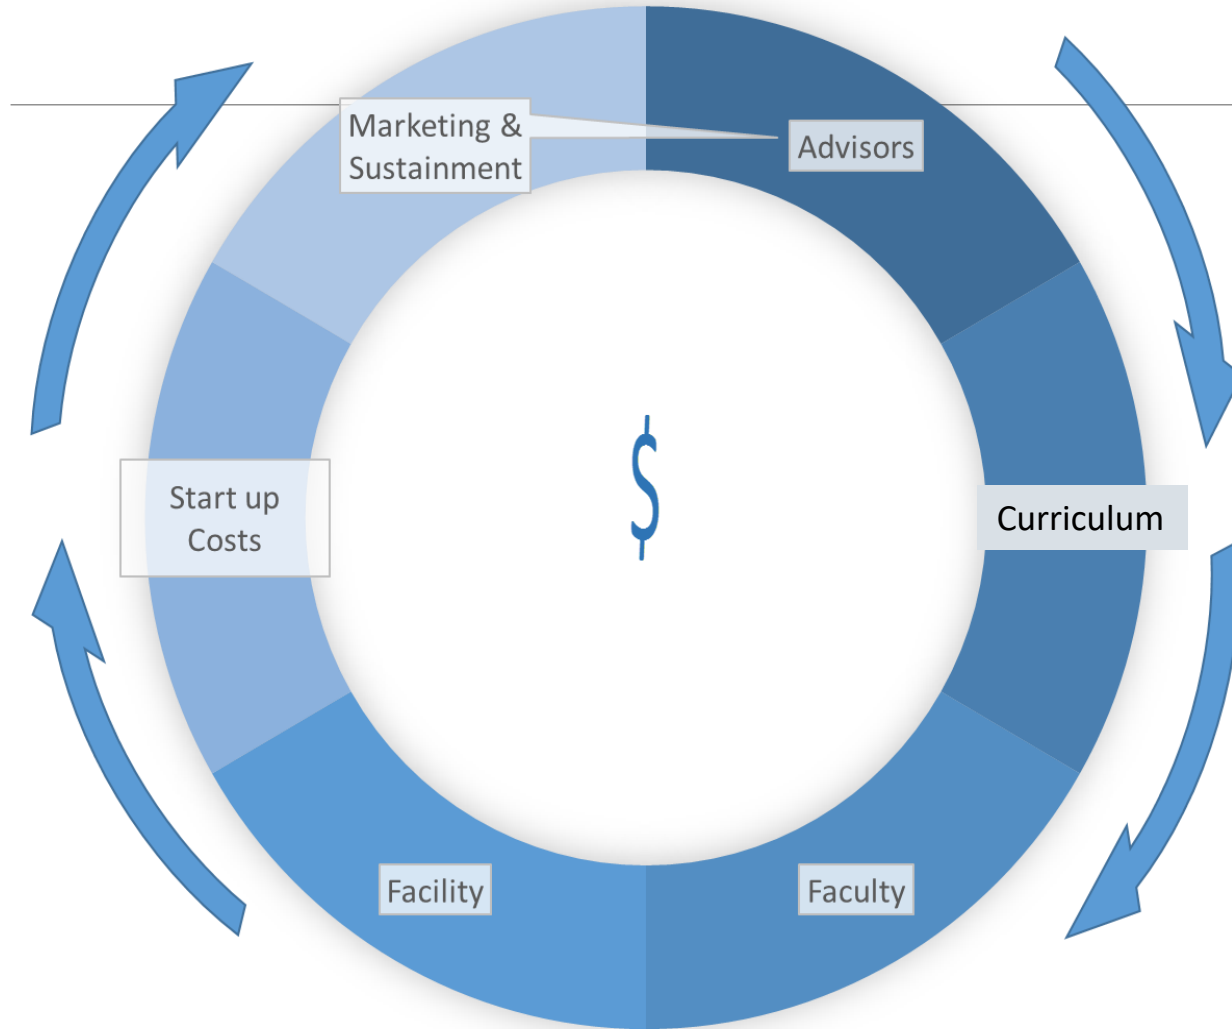 Marketing &
Sustainment
Advisors
$
Start up
Costs
Curriculum
Facility
Faculty